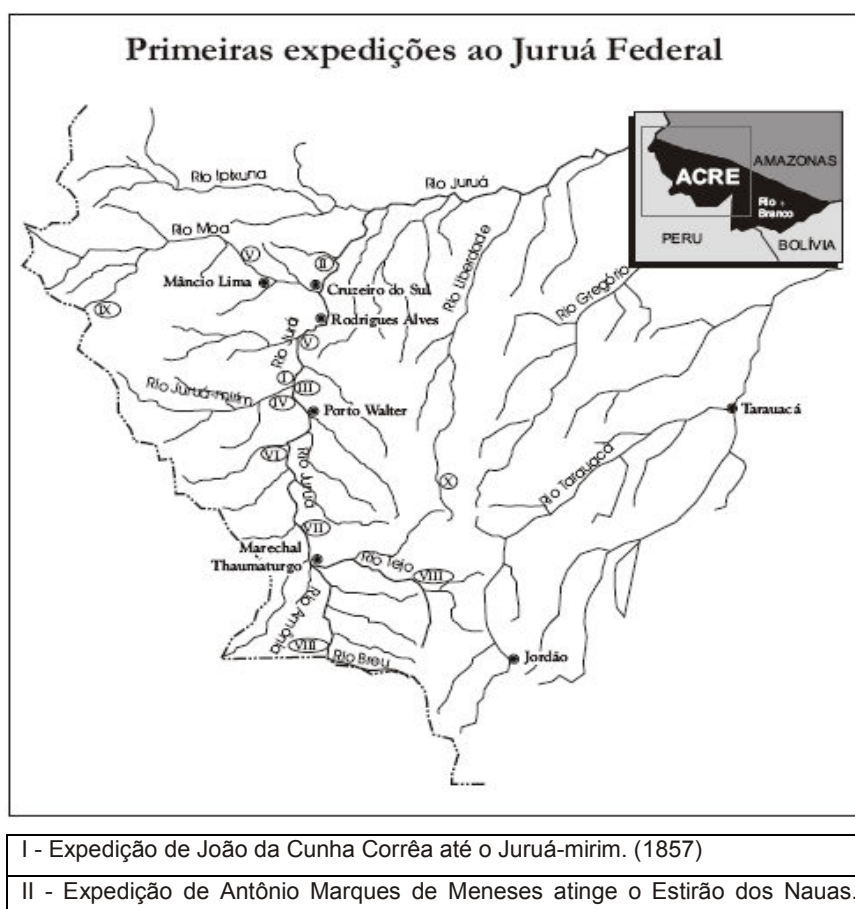 Primeiras expedições ao Juruá Federal
Rio Ipixuna
Rio Juruá
AMAZONAS
ACRE
Rio
Branco
PERU
BOLÍVIA
Rio Moa
V
II
Rio Liberdade
Mâncio Lima
Cruzeiro do Sul
Rio Gregório
IX
Rodrigues Alves
V
Rio Jurá
I
III
Rio Juruá-mirim
IV
Porto Walter
Tarauacá
VI
Rio Juruá
X
Rio Tarauacá
VII
Marechal
Thaumaturgo
Rio Tejo
VIII
Rio Amônia
VIII
Rio Breu
Jordão
I - Expedição de João da Cunha Corrêa até o Juruá-mirim. (1857)
II - Expedição de Antônio Marques de Meneses atinge o Estirão dos Nauas.